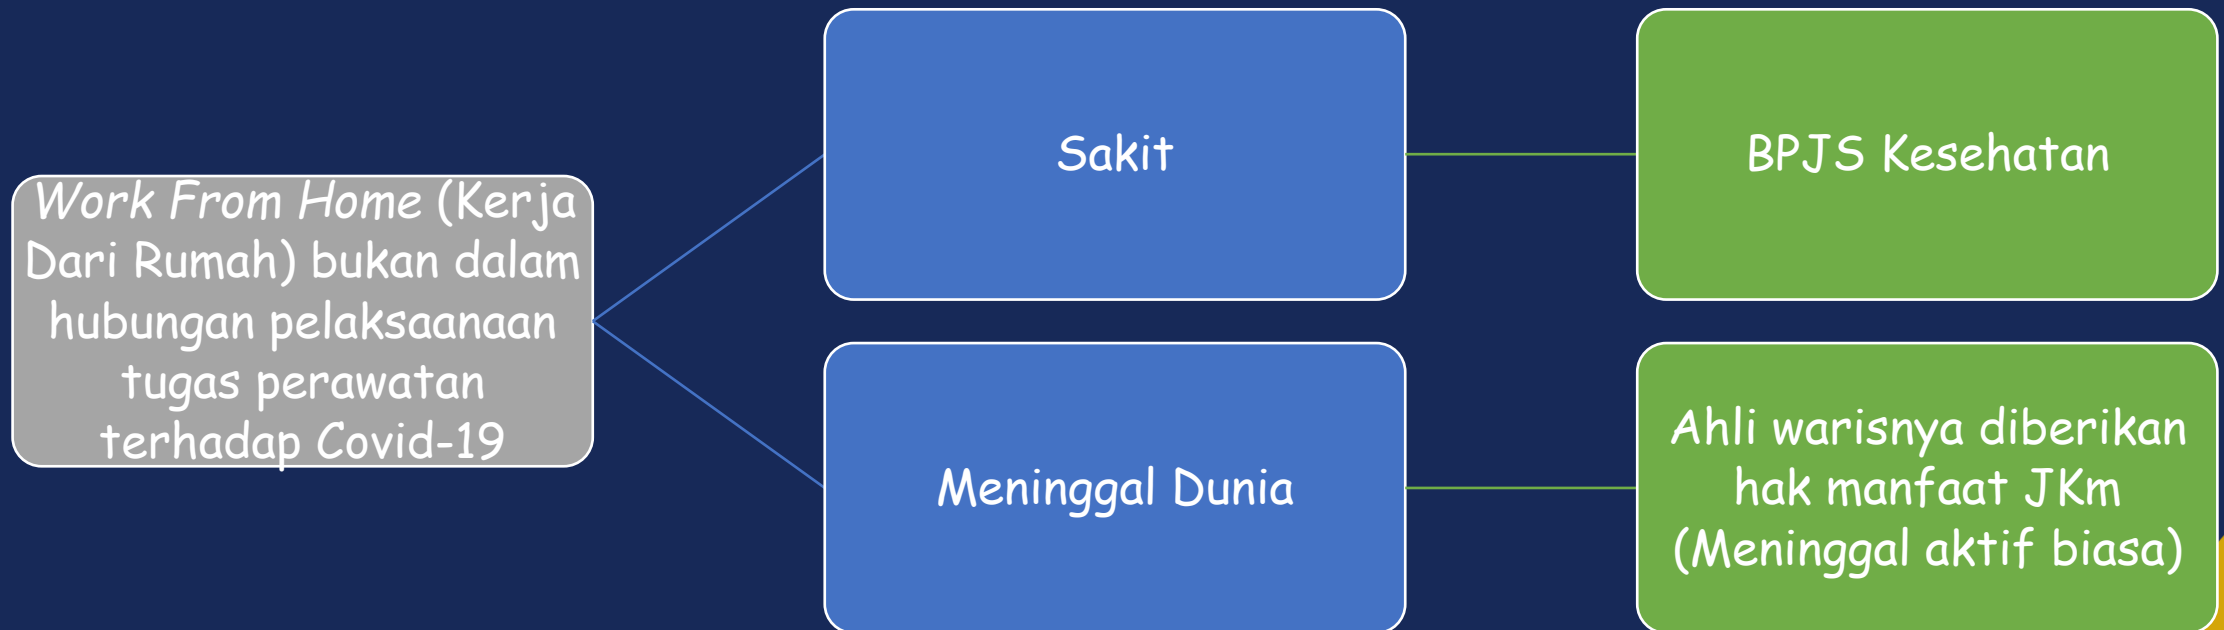 Work From Home (Kerja
Dari Rumah) bukan dalam
hubungan pelaksaanaan
tugas perawatan
terhadap Covid-19
Sakit
BPJS Kesehatan
Meninggal Dunia
Ahli warisnya diberikan
hak manfaat JKm
(Meninggal aktif biasa)